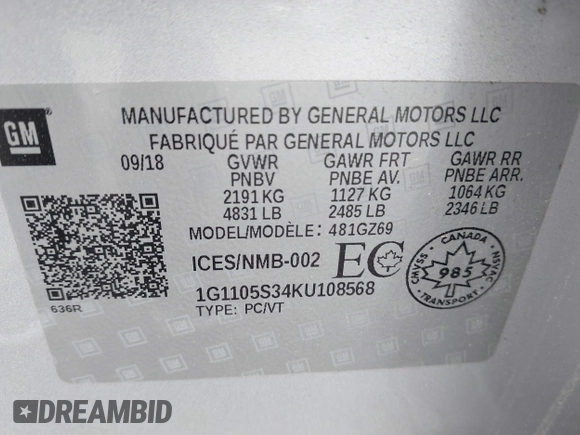 GM
MANUFACTURED BY GENERAL MOTORS LLC
FABRIQUÉ PAR GENERAL MOTORS LLC
09/18 GVWR GAWR FRT GAWR RR
PNBV PNBE AV. PNBE ARR.
2191 KG 1127 KG 1064 KG
4831 LB 2485 LB 2346 LB
MODEL/MODÈLE: 481GZ69
ICES/NMB-002 EC
CANADA
CMVSS 985 NSVAC
TRANSPORT
1G1105S34KU108568
636R TYPE: PC/VT
DREAMBID